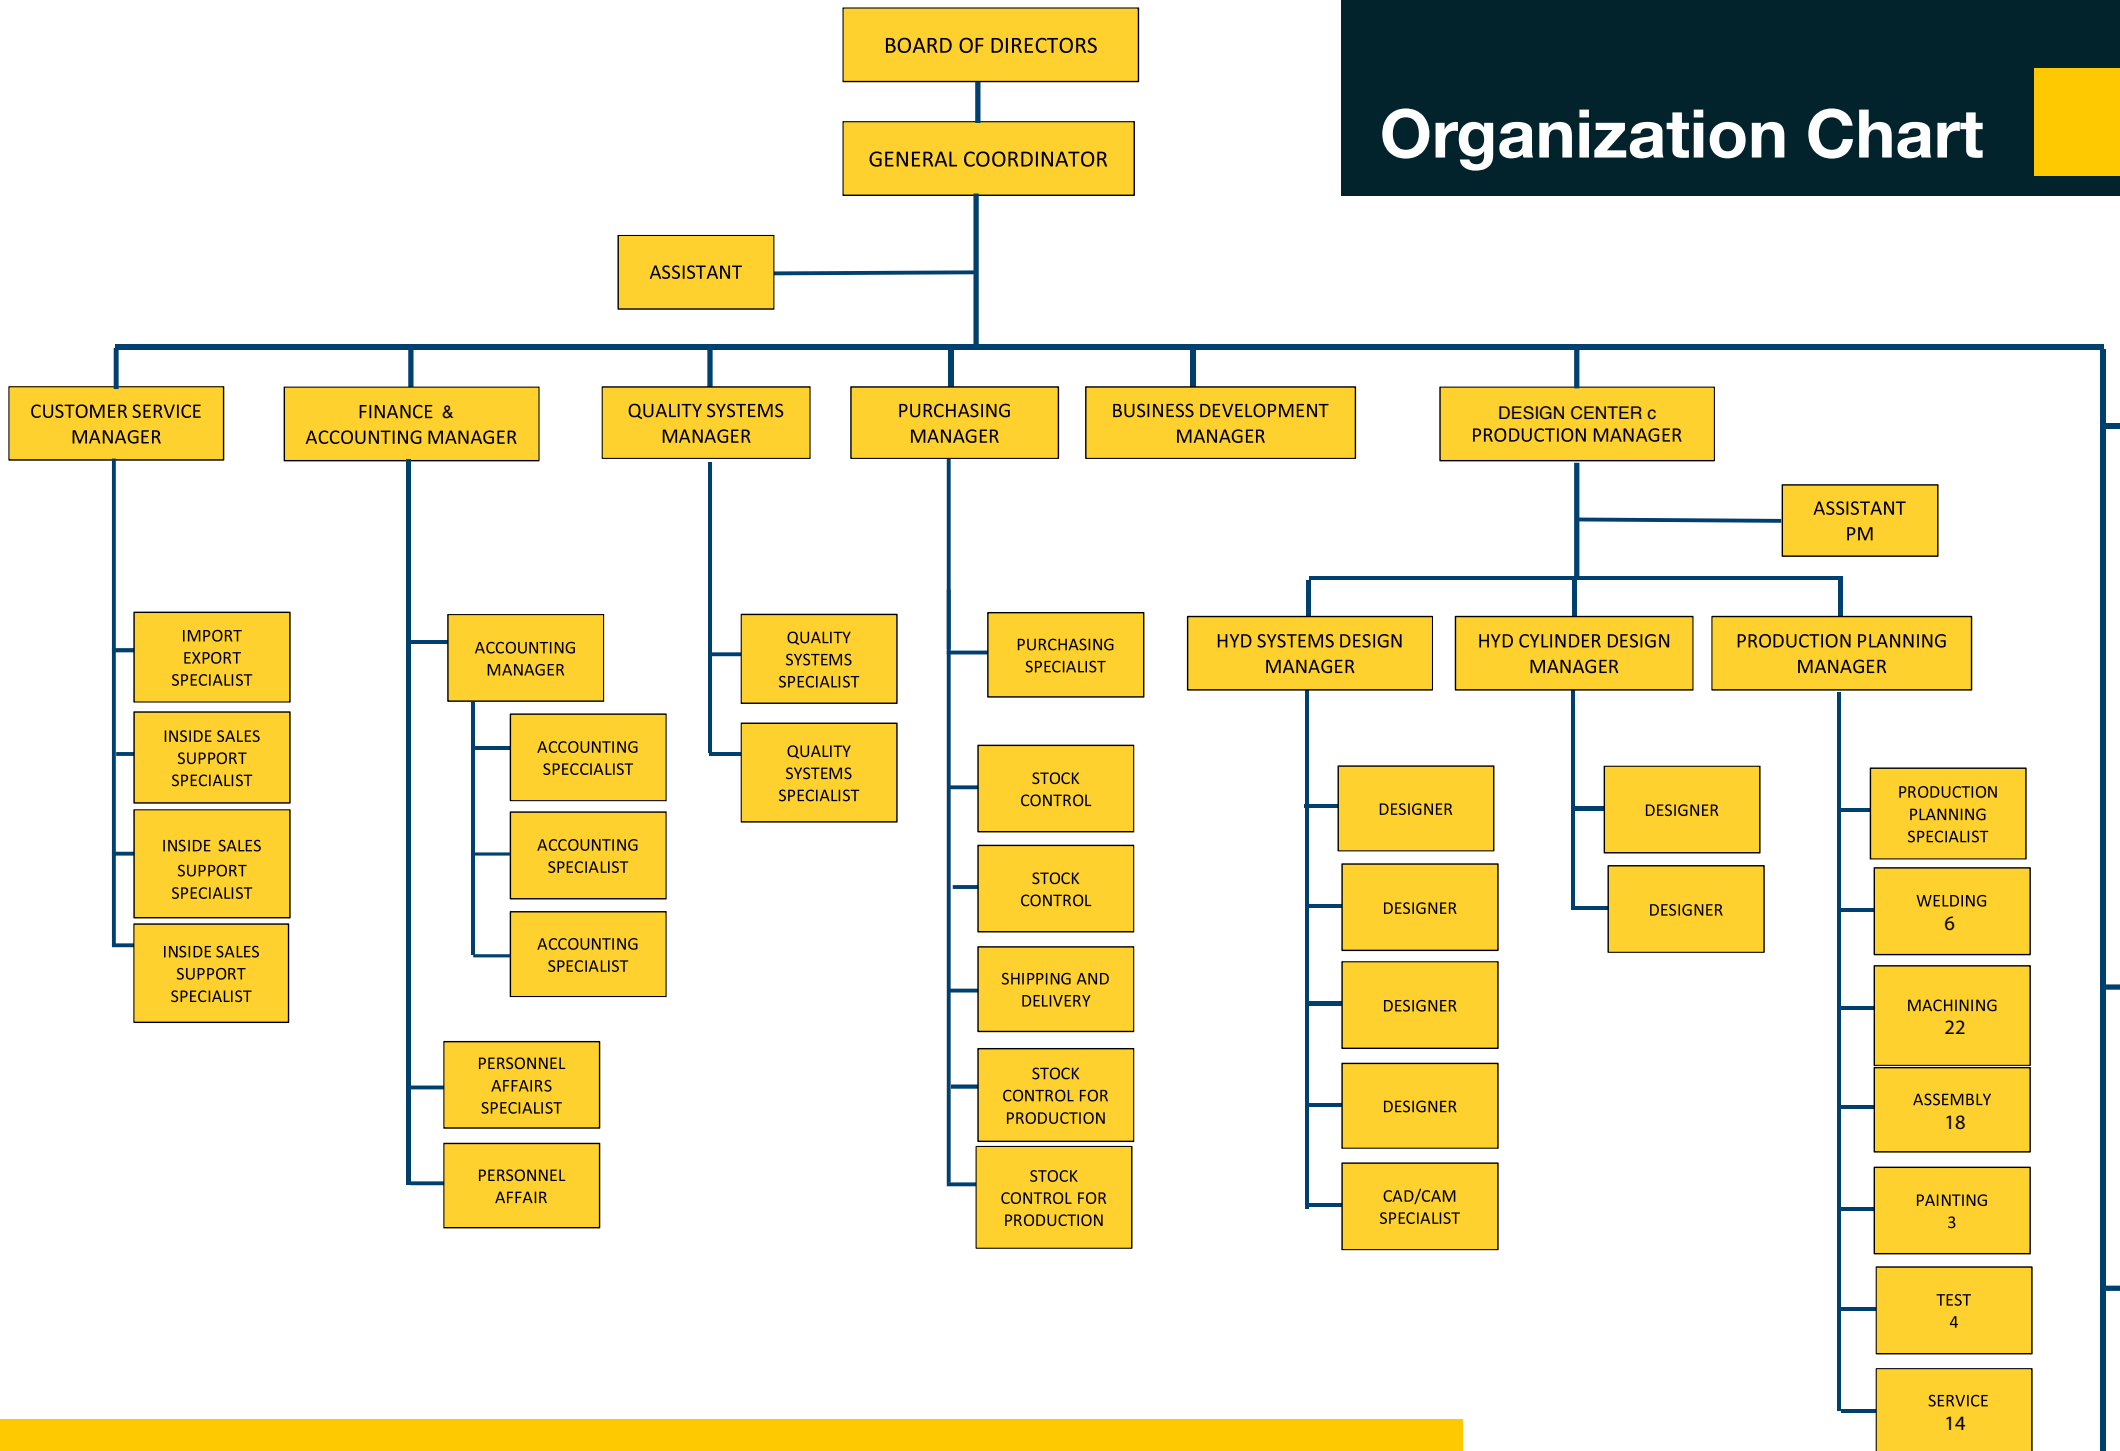 BOARD OF DIRECTORS
Organization Chart
GENERAL COORDINATOR
ASSISTANT
CUSTOMER SERVICE
MANAGER
FINANCE &
ACCOUNTING MANAGER
QUALITY SYSTEMS
MANAGER
PURCHASING
MANAGER
BUSINESS DEVELOPMENT
MANAGER
DESIGN CENTER c
PRODUCTION MANAGER
ASSISTANT
PM
IMPORT
EXPORT
SPECIALIST
INSIDE SALES
SUPPORT
SPECIALIST
INSIDE SALES
SUPPORT
SPECIALIST
INSIDE SALES
SUPPORT
SPECIALIST
ACCOUNTING
MANAGER
ACCOUNTING
SPECCIALIST
ACCOUNTING
SPECIALIST
ACCOUNTING
SPECIALIST
PERSONNEL
AFFAIRS
SPECIALIST
PERSONNEL
AFFAIR
QUALITY
SYSTEMS
SPECIALIST
QUALITY
SYSTEMS
SPECIALIST
PURCHASING
SPECIALIST
STOCK
CONTROL
STOCK
CONTROL
SHIPPING AND
DELIVERY
STOCK
CONTROL FOR
PRODUCTION
STOCK
CONTROL FOR
PRODUCTION
HYD SYSTEMS DESIGN
MANAGER
DESIGNER
DESIGNER
DESIGNER
DESIGNER
CAD/CAM
SPECIALIST
HYD CYLINDER DESIGN
MANAGER
DESIGNER
DESIGNER
PRODUCTION PLANNING
MANAGER
PRODUCTION
PLANNING
SPECIALIST
WELDING
6
MACHINING
22
ASSEMBLY
18
PAINTING
3
TEST
4
SERVICE
14